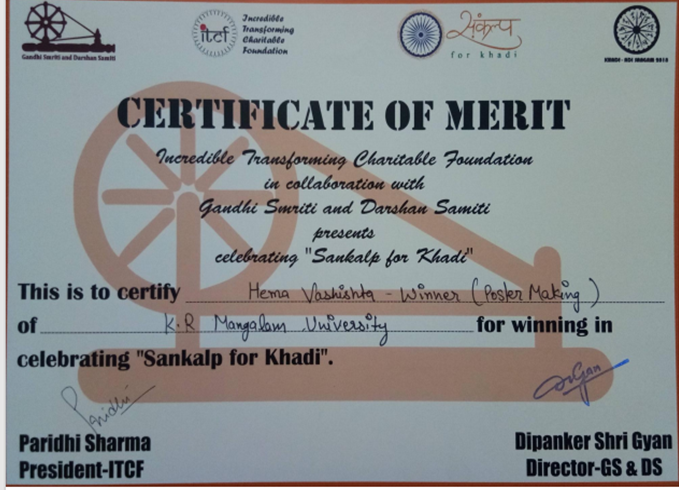 Incredible
Transforming
Charitable
Foundation
itcf
संकल्प
for khadi
Gandhi Smriti and Darshan Samiti
CERTIFICATE OF MERIT
Incredible Transforming Charitable Foundation
in collaboration with
Gandhi Smriti and Darshan Samiti
presents
celebrating "Sankalp for Khadi"
This is to certify Hema Vashishta - Winner (Poster Making)
of K.R Mangalam University for winning in
celebrating "Sankalp for Khadi".
Paridhi
Paridhi Sharma
Dipanker Shri Gyan
President-ITCF
Director-GS & DS